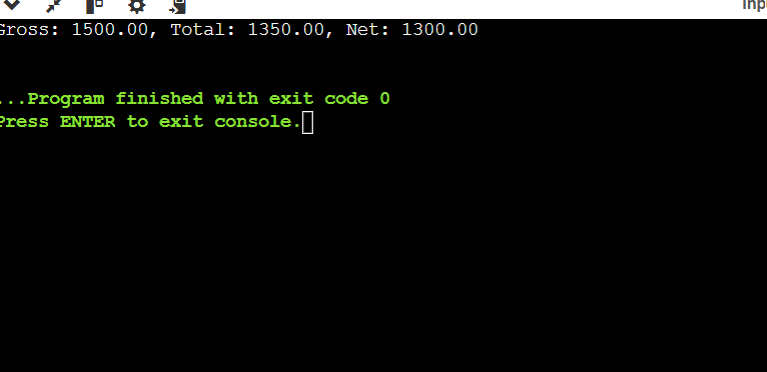 inp
Gross: 1500.00, Total: 1350.00, Net: 1300.00
...Program finished with exit code 0
Press ENTER to exit console.